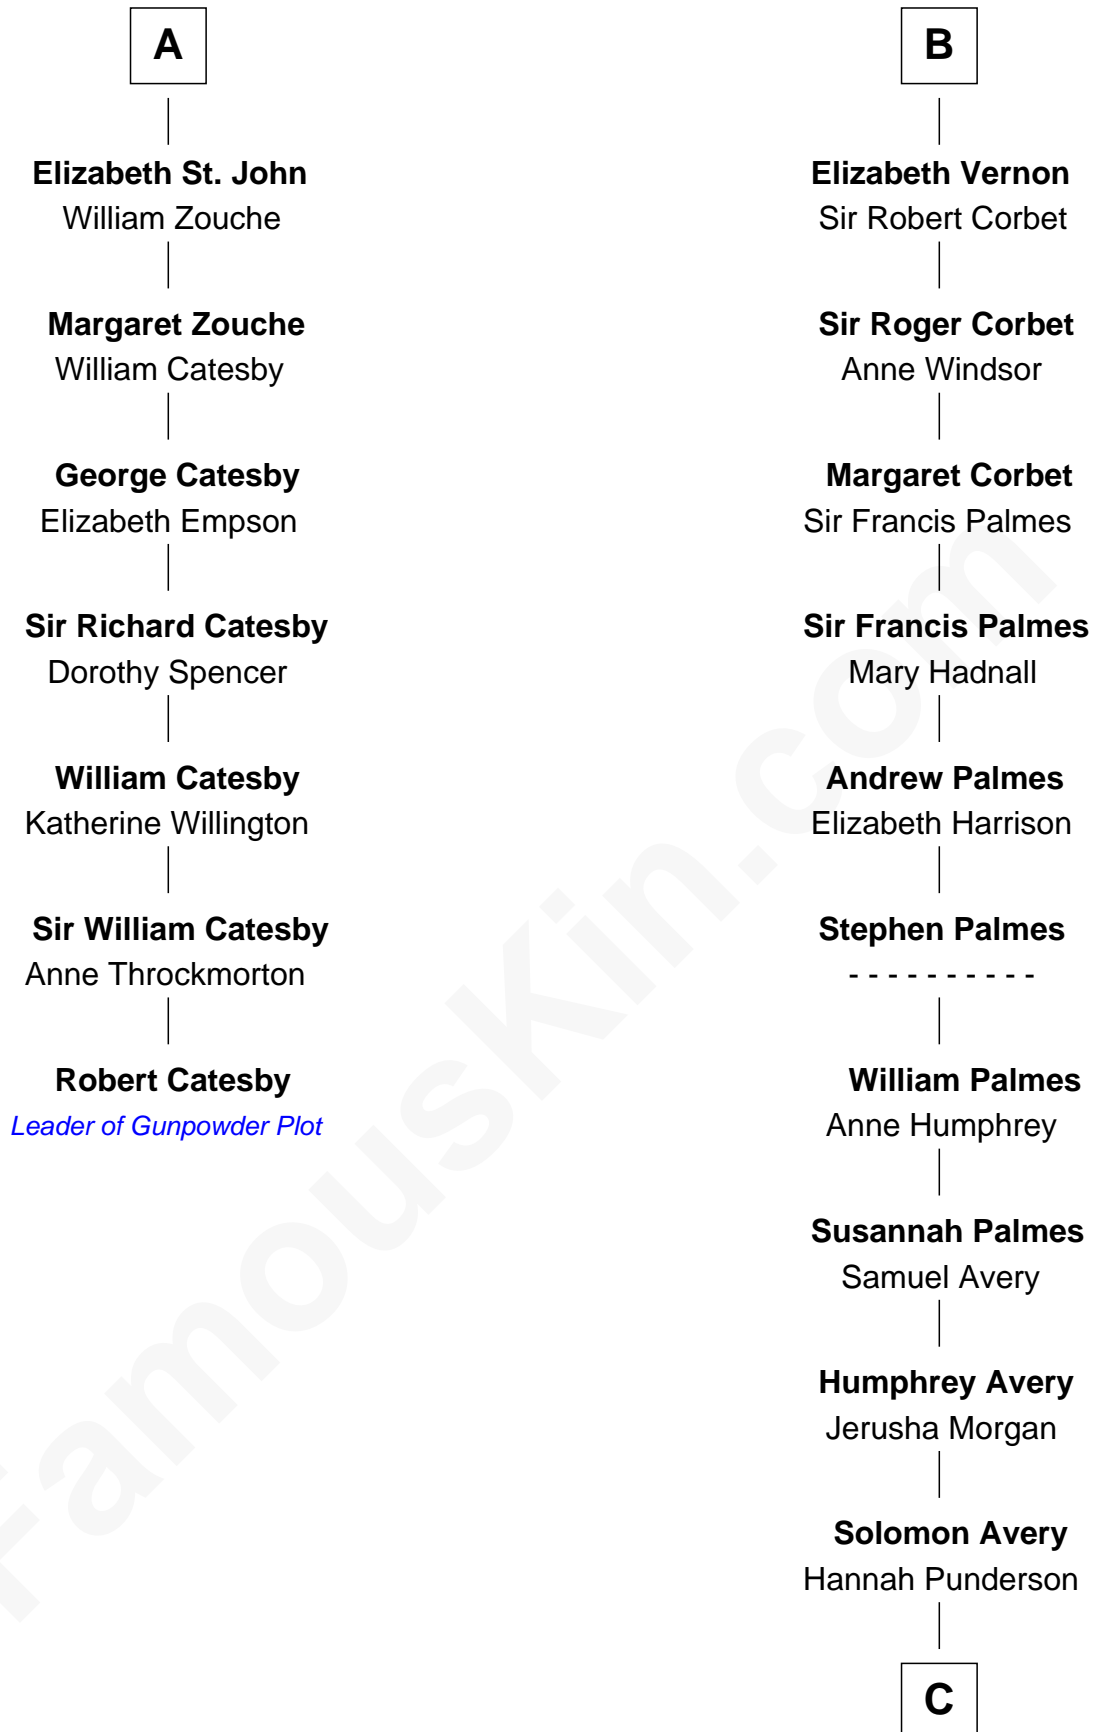 A
Elizabeth St. John
William Zouche
Margaret Zouche
William Catesby
George Catesby
Elizabeth Empson
Sir Richard Catesby
Dorothy Spencer
William Catesby
Katherine Willington
Sir William Catesby
Anne Throckmorton
Robert Catesby
Leader of Gunpowder Plot
B
Elizabeth Vernon
Sir Robert Corbet
Sir Roger Corbet
Anne Windsor
Margaret Corbet
Sir Francis Palmes
Sir Francis Palmes
Mary Hadnall
Andrew Palmes
Elizabeth Harrison
Stephen Palmes
- - - - - - - - - -
William Palmes
Anne Humphrey
Susannah Palmes
Samuel Avery
Humphrey Avery
Jerusha Morgan
Solomon Avery
Hannah Punderson
C
FamousKin.com